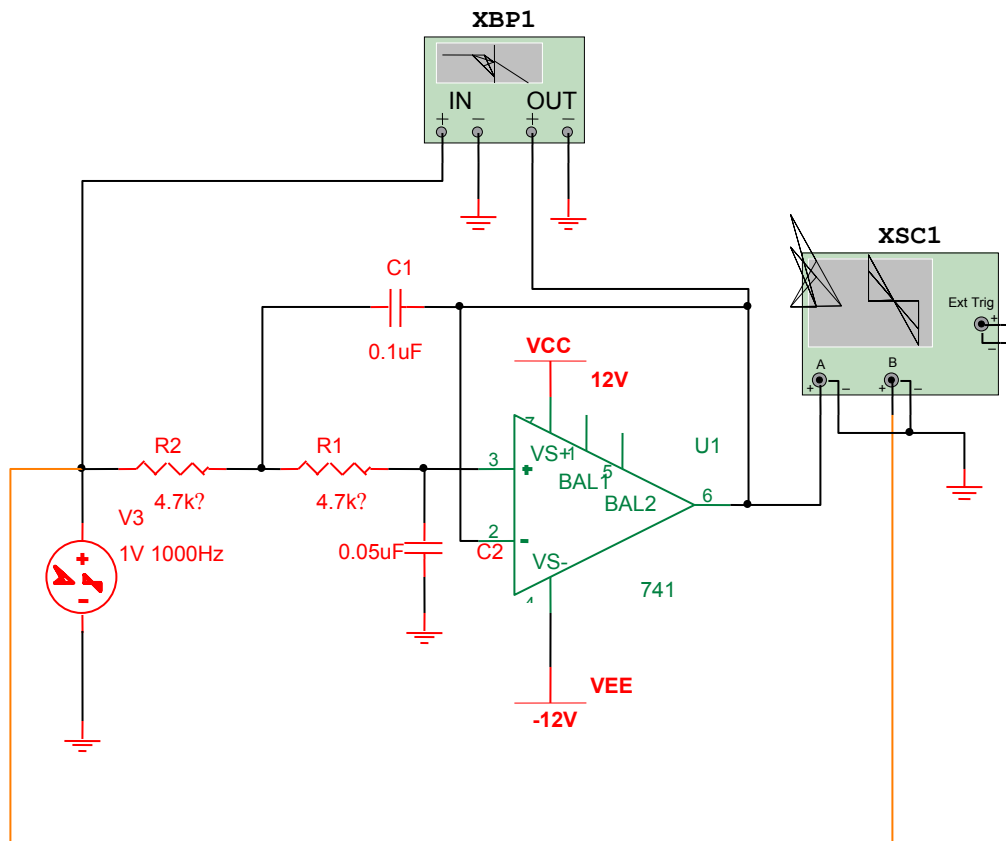 XBP1
IN OUT
+ − + −
XSC1
Ext Trig
+
−
A B
+ − + −
C1
0.1uF
VCC
12V
R2
4.7k?
R1
4.7k?
V3
1V 1000Hz
+
-
0.05uF
C2
3
2
+
-
7
VS+
1
BAL1
5
BAL2
VS-
4
6
U1
741
VEE
-12V